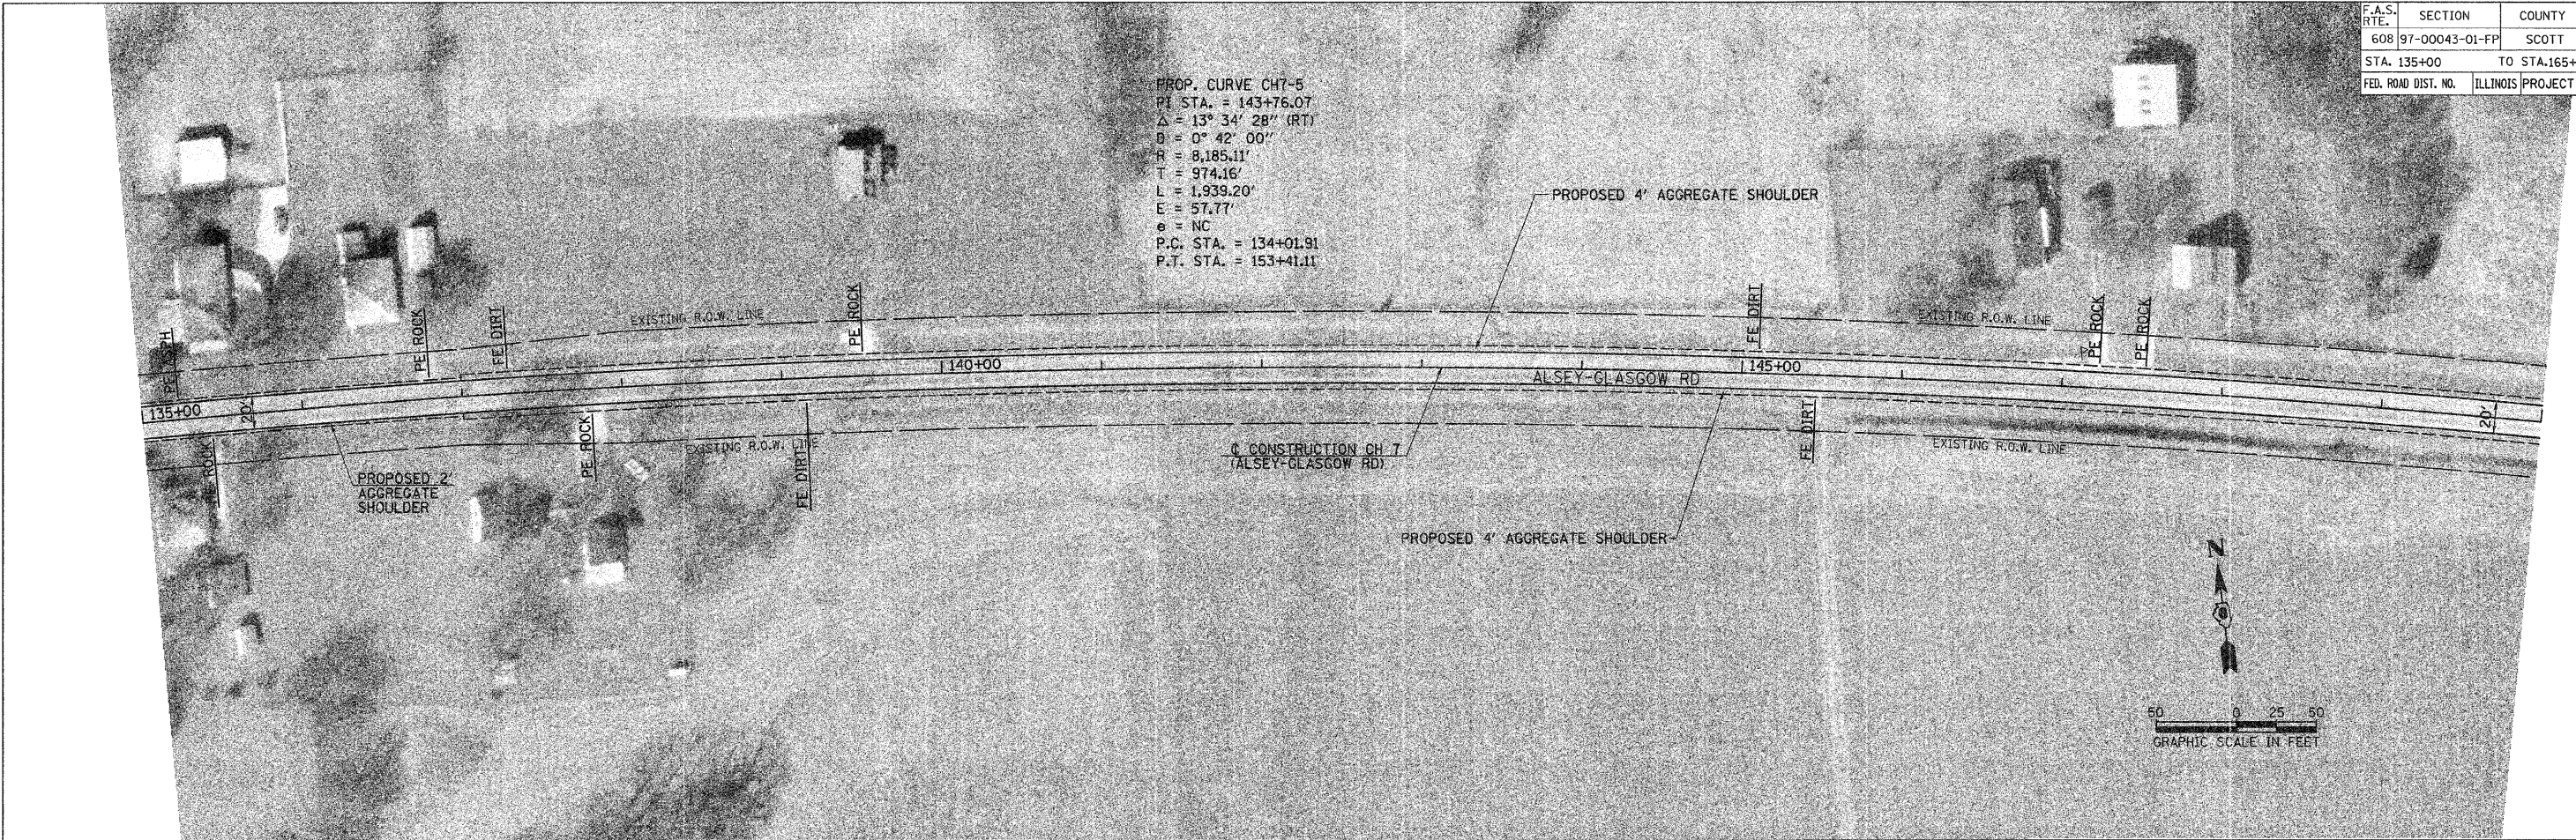 F.A.S. RTE. SECTION COUNTY
608 97-00043-01-FP SCOTT
STA. 135+00 TO STA.165+
FED. ROAD DIST. NO. ILLINOIS PROJECT
PROP. CURVE CH7-5
PI STA. = 143+76.07
Δ = 13° 34' 28" (RT)
D = 0° 42' 00"
R = 8,185.11'
T = 974.16'
L = 1,939.20'
E = 57.77'
e = NC
P.C. STA. = 134+01.91
P.T. STA. = 153+41.11
PROPOSED 4' AGGREGATE SHOULDER
PE ASPH
PE ROCK
FE DIRT
EXISTING R.O.W. LINE
PE ROCK
FE DIRT
EXISTING R.O.W. LINE
PE ROCK
PE ROCK
135+00
20'
140+00
145+00
ALSEY-GLASGOW RD
20'
PE ROCK
PROPOSED 2'
AGGREGATE
SHOULDER
PE ROCK
EXISTING R.O.W. LINE
FE DIRT
℄ CONSTRUCTION CH 7
(ALSEY-GLASGOW RD)
FE DIRT
EXISTING R.O.W. LINE
PROPOSED 4' AGGREGATE SHOULDER
N
50 0 25 50
GRAPHIC SCALE IN FEET